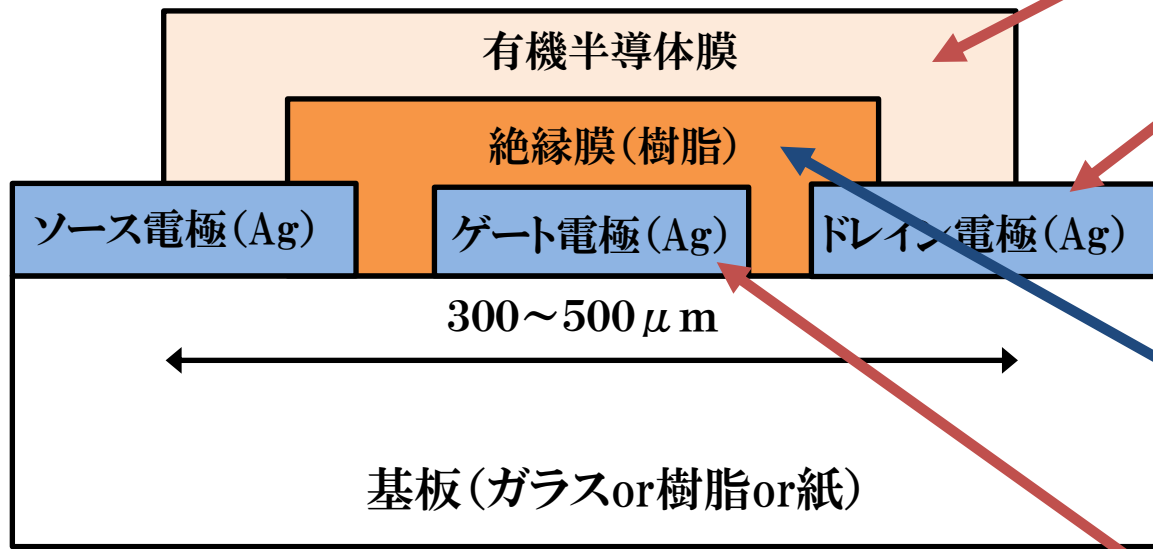 有機半導体膜
絶縁膜(樹脂)
ソース電極(Ag)
ゲート電極(Ag)
ドレイン電極(Ag)
300～500μm
基板(ガラスor樹脂or紙)